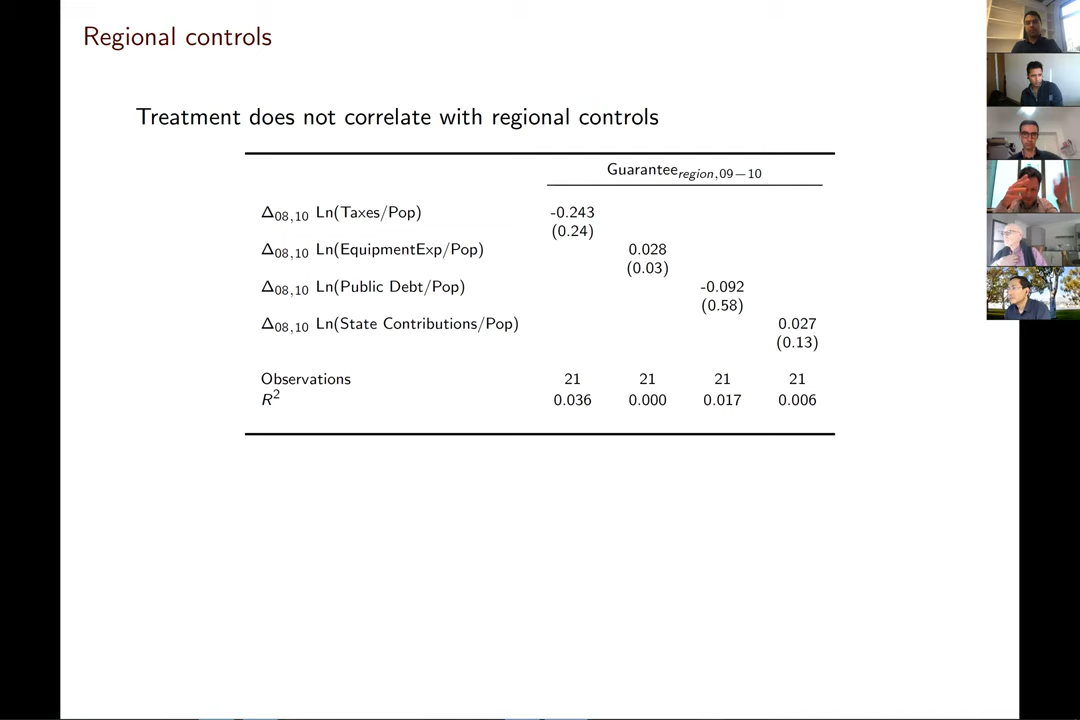 Regional controls
Treatment does not correlate with regional controls
Guarantee_region,09−10
Δ08,10 Ln(Taxes/Pop) -0.243
(0.24)
Δ08,10 Ln(EquipmentExp/Pop) 0.028
(0.03)
Δ08,10 Ln(Public Debt/Pop) -0.092
(0.58)
Δ08,10 Ln(State Contributions/Pop) 0.027
(0.13)
Observations 21 21 21 21
R² 0.036 0.000 0.017 0.006